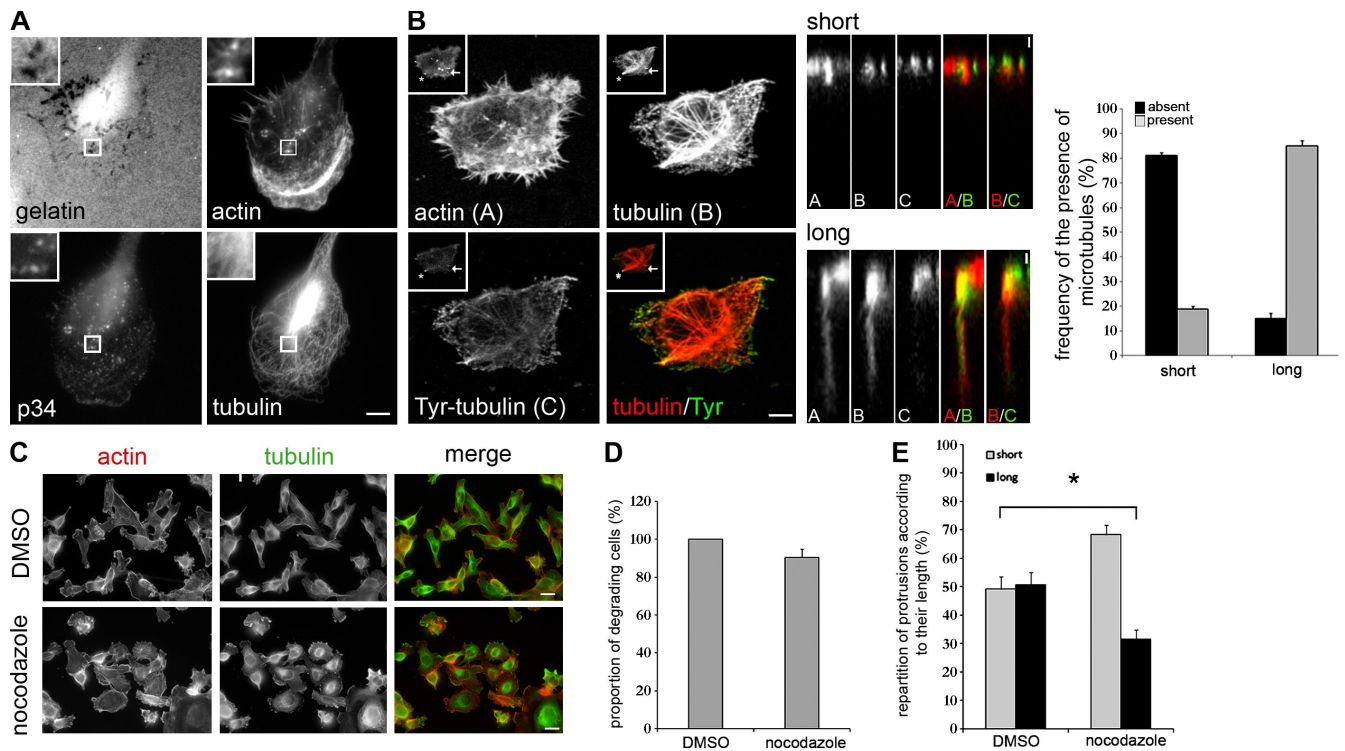 A
gelatin
actin
p34
tubulin
B
actin (A)
tubulin (B)
Tyr-tubulin (C)
tubulin/Tyr
*
*
*
*
short
A
B
C
A/B
B/C
long
A
B
C
A/B
B/C
frequency of the presence of
microtubules (%)
100
90
80
70
60
50
40
30
20
10
0
absent
present
short
long
C
actin
tubulin
merge
DMSO
nocodazole
D
proportion of degrading cells (%)
120
100
80
60
40
20
0
DMSO
nocodazole
E
repartition of protrusions according
to their length (%)
100
90
80
70
60
50
40
30
20
10
0
short
long
*
DMSO
nocodazole